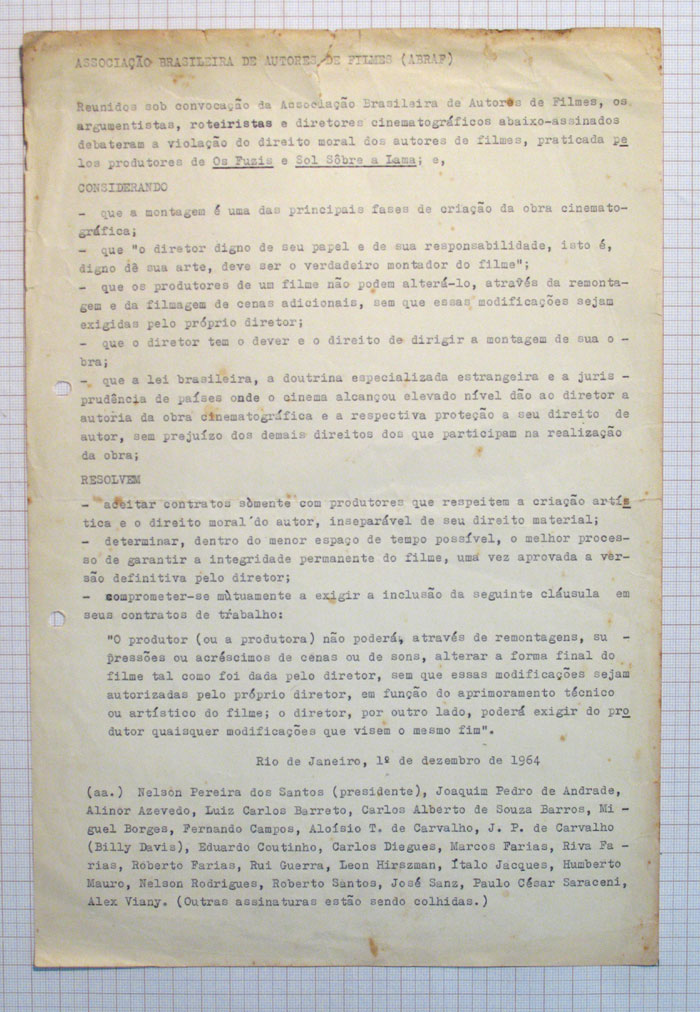 ASSOCIAÇÃO BRASILEIRA DE AUTORES DE FILMES (ABRAF)
Reunidos sob convocação da Associação Brasileira de Autores de Filmes, os
argumentistas, roteiristas e diretores cinematográficos abaixo-assinados
debateram a violação do direito moral dos autores de filmes, praticada pe
los produtores de Os Fuzis e Sol Sôbre a Lama; e,
CONSIDERANDO
- que a montagem é uma das principais fases de criação da obra cinemato-
gráfica;
- que "o diretor digno de seu papel e de sua responsabilidade, isto é,
digno de sua arte, deve ser o verdadeiro montador do filme";
- que os produtores de um filme não podem alterá-lo, através da remonta-
gem e da filmagem de cenas adicionais, sem que essas modificações sejam
exigidas pelo próprio diretor;
- que o diretor tem o dever e o direito de dirigir a montagem de sua o -
bra;
- que a lei brasileira, a doutrina especializada estrangeira e a juris -
prudência de países onde o cinema alcançou elevado nível dão ao diretor a
autoria da obra cinematográfica e a respectiva proteção a seu direito de
autor, sem prejuízo dos demais direitos dos que participam na realização
da obra;
RESOLVEM
- aceitar contratos sòmente com produtores que respeitem a criação artís
tica e o direito moral do autor, inseparável de seu direito material;
- determinar, dentro do menor espaço de tempo possível, o melhor proces-
so de garantir a integridade permanente do filme, uma vez aprovada a ver-
são definitiva pelo diretor;
- comprometer-se mùtuamente a exigir a inclusão da seguinte cláusula em
seus contratos de trabalho:
"O produtor (ou a produtora) não poderá, através de remontagens, su -
pressões ou acréscimos de cenas ou de sons, alterar a forma final do
filme tal como foi dada pelo diretor, sem que essas modificações sejam
autorizadas pelo próprio diretor, em função do aprimoramento técnico
ou artístico do filme; o diretor, por outro lado, poderá exigir do pro
dutor quaisquer modificações que visem o mesmo fim".
Rio de Janeiro, 1º de dezembro de 1964
(aa.) Nelson Pereira dos Santos (presidente), Joaquim Pedro de Andrade,
Alinor Azevedo, Luiz Carlos Barreto, Carlos Alberto de Souza Barros, Mi -
guel Borges, Fernando Campos, Aloísio T. de Carvalho, J. P. de Carvalho
(Billy Davis), Eduardo Coutinho, Carlos Diegues, Marcos Farias, Riva Fa -
rias, Roberto Farias, Rui Guerra, Leon Hirszman, Ítalo Jacques, Humberto
Mauro, Nelson Rodrigues, Roberto Santos, José Sanz, Paulo César Saraceni,
Alex Viany. (Outras assinaturas estão sendo colhidas.)